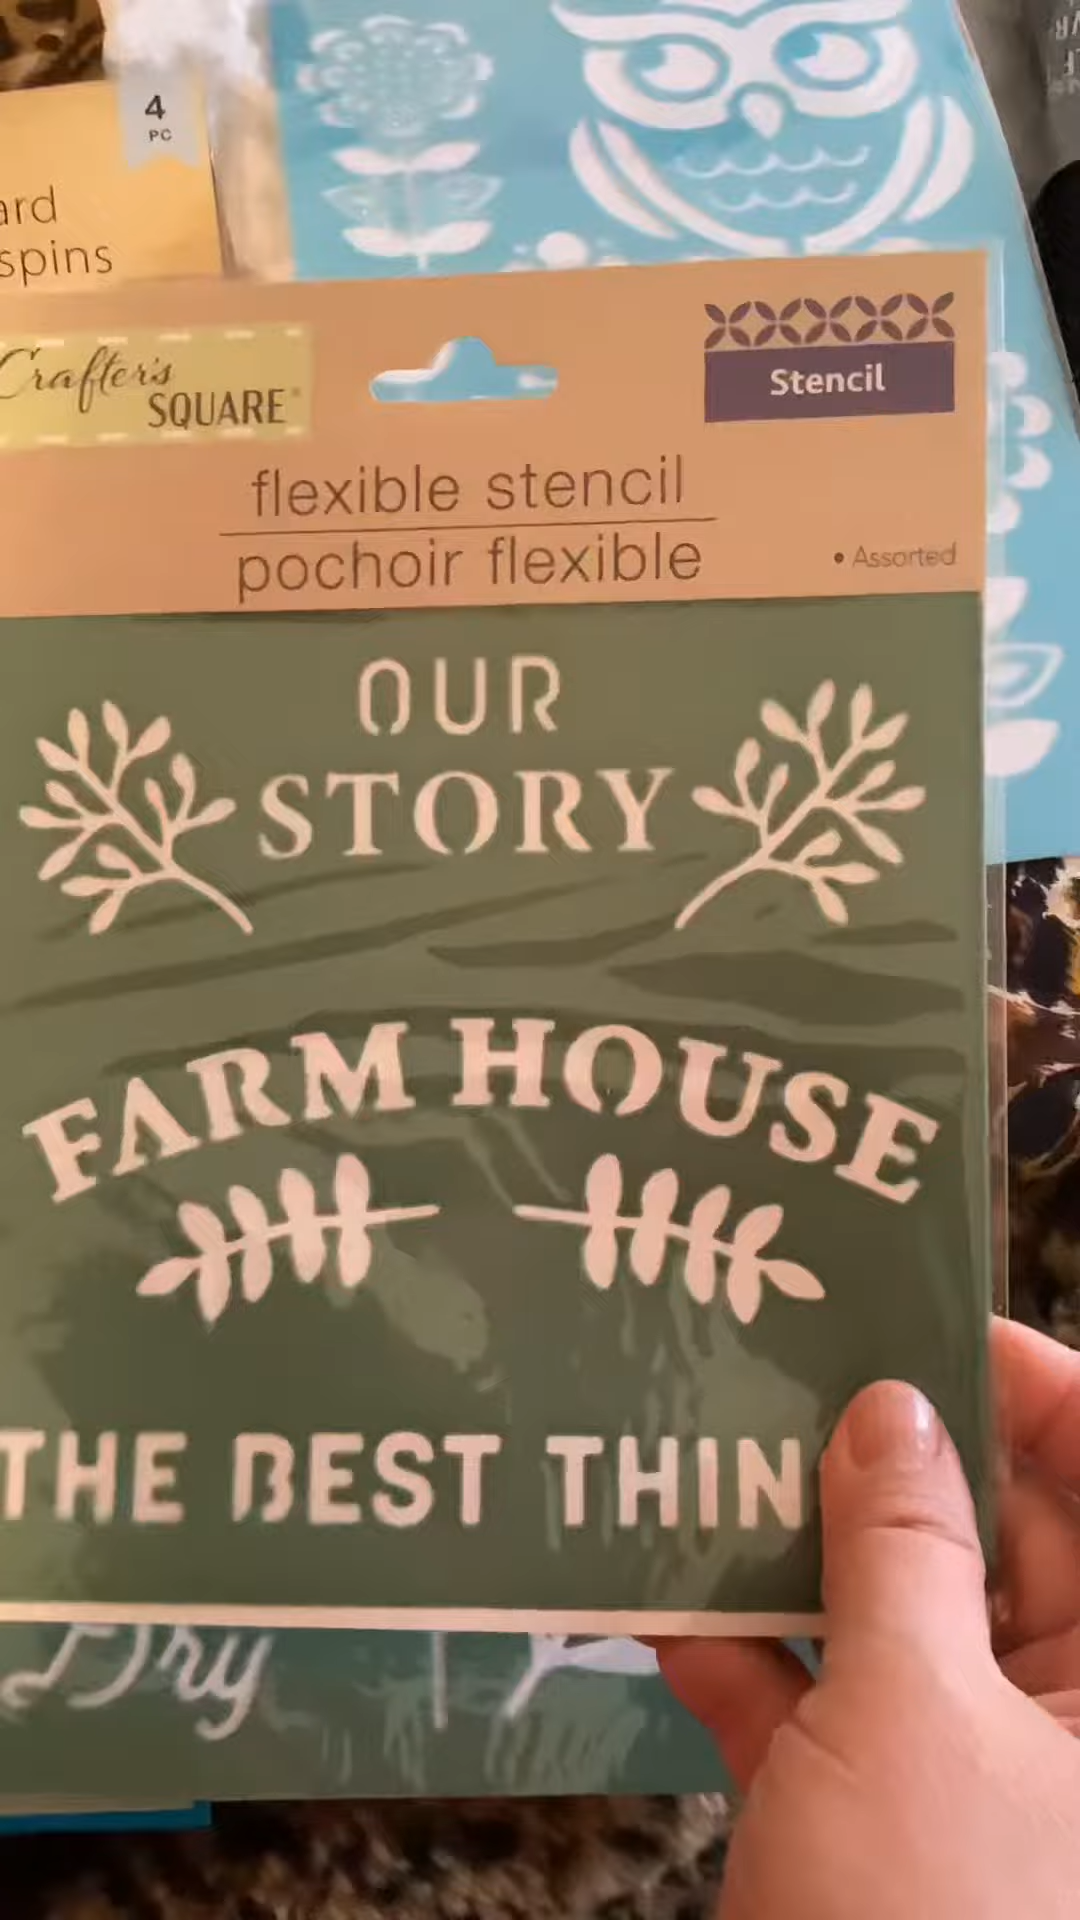 4
PC
ard
spins
Crafter's
SQUARE
Stencil
flexible stencil
pochoir flexible
• Assorted
OUR
STORY
FARM HOUSE
THE BEST THIN
Dry